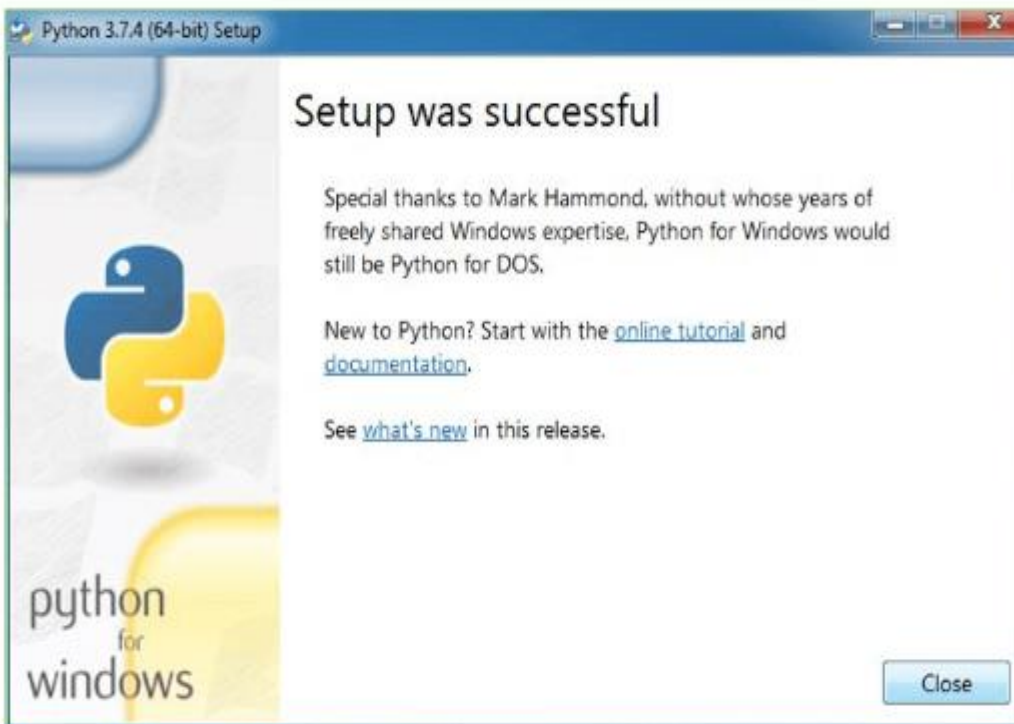 Python 3.7.4 (64-bit) Setup
Setup was successful
Special thanks to Mark Hammond, without whose years of
freely shared Windows expertise, Python for Windows would
still be Python for DOS.
New to Python? Start with the online tutorial and
documentation.
See what's new in this release.
python
for
windows
Close